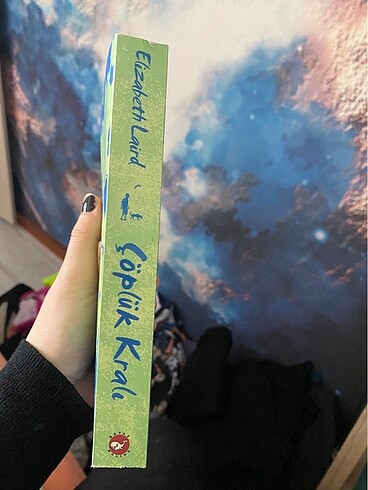 Elizabeth Laird
Çöplük Kralı